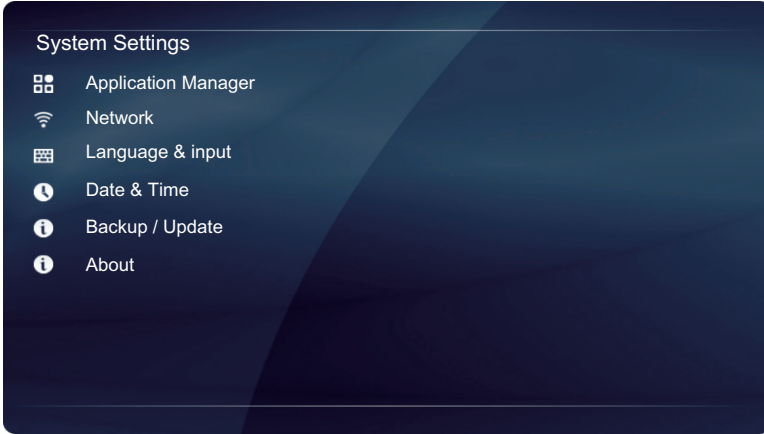 System Settings
Application Manager
Network
Language & input
Date & Time
Backup / Update
About